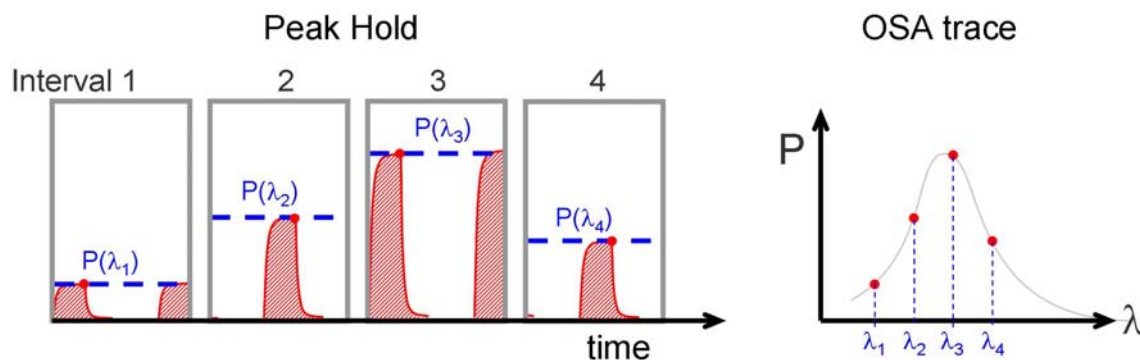 Peak Hold
OSA trace
Interval 1
2
3
4
P(λ₁)
P(λ₂)
P(λ₃)
P(λ₄)
time
P
λ₁
λ₂
λ₃
λ₄
λ